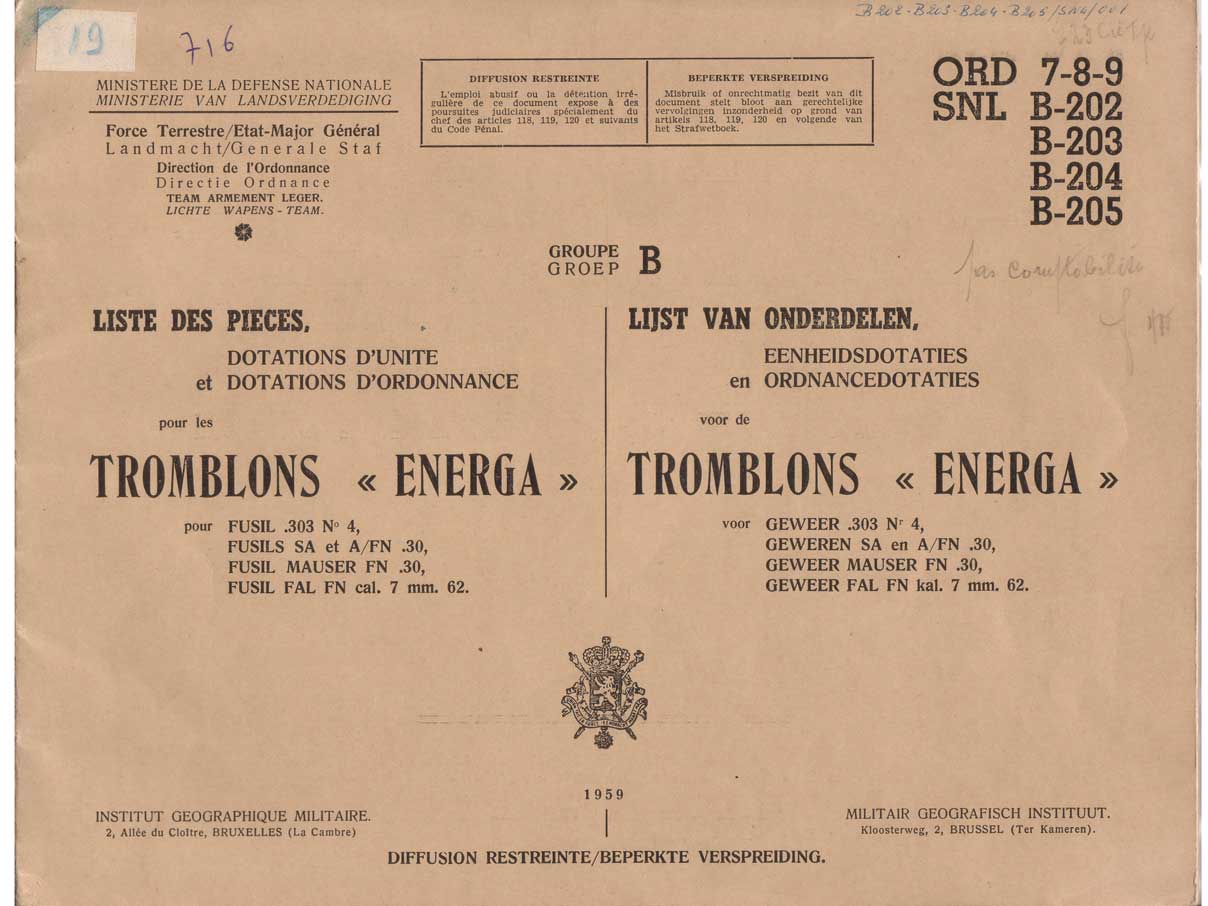 B202-B203-B204-B205/SNL/001
19
716
MINISTERE DE LA DEFENSE NATIONALE
MINISTERIE VAN LANDSVERDEDIGING
Force Terrestre/Etat-Major Général
Landmacht/Generale Staf
Direction de l'Ordonnance
Directie Ordnance
TEAM ARMEMENT LEGER.
LICHTE WAPENS - TEAM.
DIFFUSION RESTREINTE
L'emploi abusif ou la détention irré-
gulière de ce document expose à des
poursuites judiciaires spécialement du
chef des articles 118, 119, 120 et suivants
du Code Pénal.
BEPERKTE VERSPREIDING
Misbruik of onrechtmatig bezit van dit
document stelt bloot aan gerechtelijke
vervolgingen inzonderheid op grond van
artikels 118, 119, 120 en volgende van
het Strafwetboek.
ORD 7-8-9
SNL B-202
B-203
B-204
B-205
GROUPE
GROEP B
pas comptabilité
LISTE DES PIECES,
DOTATIONS D'UNITE
et DOTATIONS D'ORDONNANCE
pour les
TROMBLONS « ENERGA »
pour FUSIL .303 No 4,
FUSILS SA et A/FN .30,
FUSIL MAUSER FN .30,
FUSIL FAL FN cal. 7 mm. 62.
LIJST VAN ONDERDELEN,
EENHEIDSDOTATIES
en ORDNANCEDOTATIES
voor de
TROMBLONS « ENERGA »
voor GEWEER .303 Nr 4,
GEWEREN SA en A/FN .30,
GEWEER MAUSER FN .30,
GEWEER FAL FN kal. 7 mm. 62.
1959
INSTITUT GEOGRAPHIQUE MILITAIRE.
2, Allée du Cloître, BRUXELLES (La Cambre)
MILITAIR GEOGRAFISCH INSTITUUT.
Kloosterweg, 2, BRUSSEL (Ter Kameren).
DIFFUSION RESTREINTE/BEPERKTE VERSPREIDING.